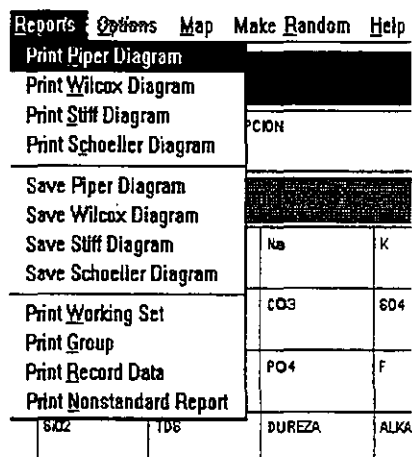 Reports Options Map Make Random Help
Print Piper Diagram
Print Wilcox Diagram
Print Stiff Diagram
Print Schoeller Diagram
PCION
Save Piper Diagram
Save Wilcox Diagram
Save Stiff Diagram
Save Schoeller Diagram
Na K
CO3 SO4
Print Working Set
Print Group
Print Record Data
PO4 F
Print Nonstandard Report
SiO2 TDS DUREZA ALKA